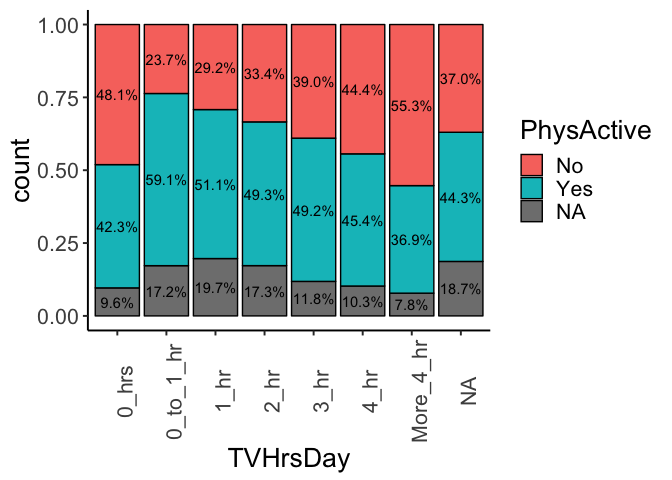 1.00
0.75
0.50
0.25
0.00
count
48.1%
42.3%
9.6%
23.7%
59.1%
17.2%
29.2%
51.1%
19.7%
33.4%
49.3%
17.3%
39.0%
49.2%
11.8%
44.4%
45.4%
10.3%
55.3%
36.9%
7.8%
37.0%
44.3%
18.7%
0_hrs
0_to_1_hr
1_hr
2_hr
3_hr
4_hr
More_4_hr
NA
TVHrsDay
PhysActive
No
Yes
NA